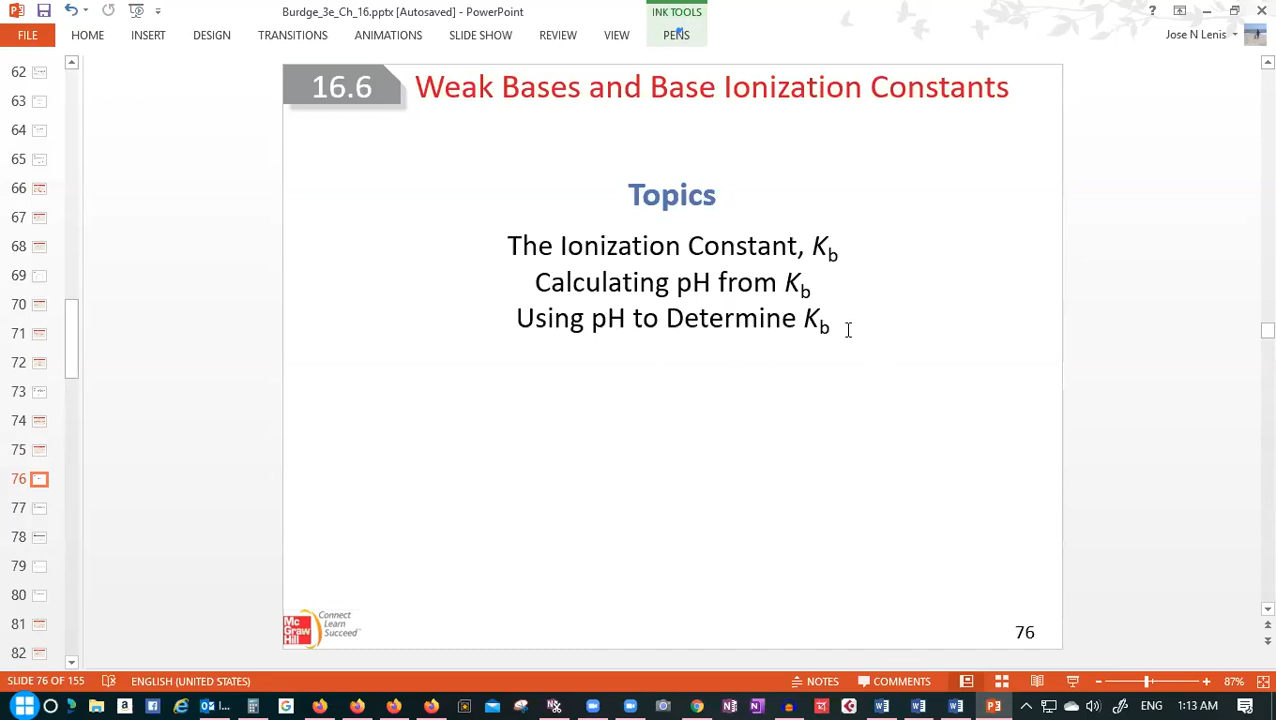 Burdge_3e_Ch_16.pptx [Autosaved] - PowerPoint
INK TOOLS
?
FILE
HOME
INSERT
DESIGN
TRANSITIONS
ANIMATIONS
SLIDE SHOW
REVIEW
VIEW
PENS
Jose N Lenis
62
63
64
65
66
67
68
69
70
71
72
73
74
75
76
77
78
79
80
81
82
16.6 Weak Bases and Base Ionization Constants
Topics
The Ionization Constant, Kb
Calculating pH from Kb
Using pH to Determine Kb
Mc Graw Hill
Connect
Learn
Succeed™
76
SLIDE 76 OF 155
ENGLISH (UNITED STATES)
NOTES
COMMENTS
87%
ENG
1:13 AM